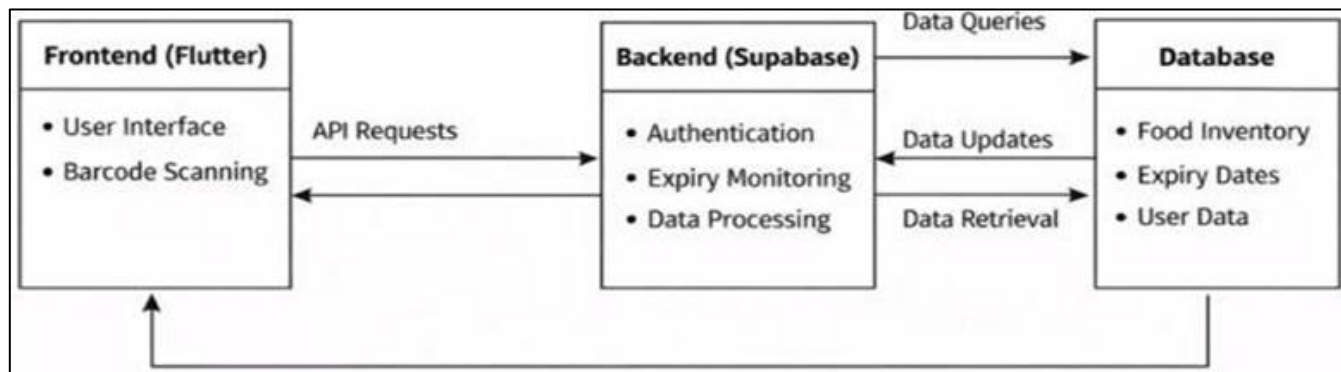 Frontend (Flutter)
• User Interface
• Barcode Scanning
API Requests
Backend (Supabase)
• Authentication
• Expiry Monitoring
• Data Processing
Data Queries
Data Updates
Data Retrieval
Database
• Food Inventory
• Expiry Dates
• User Data